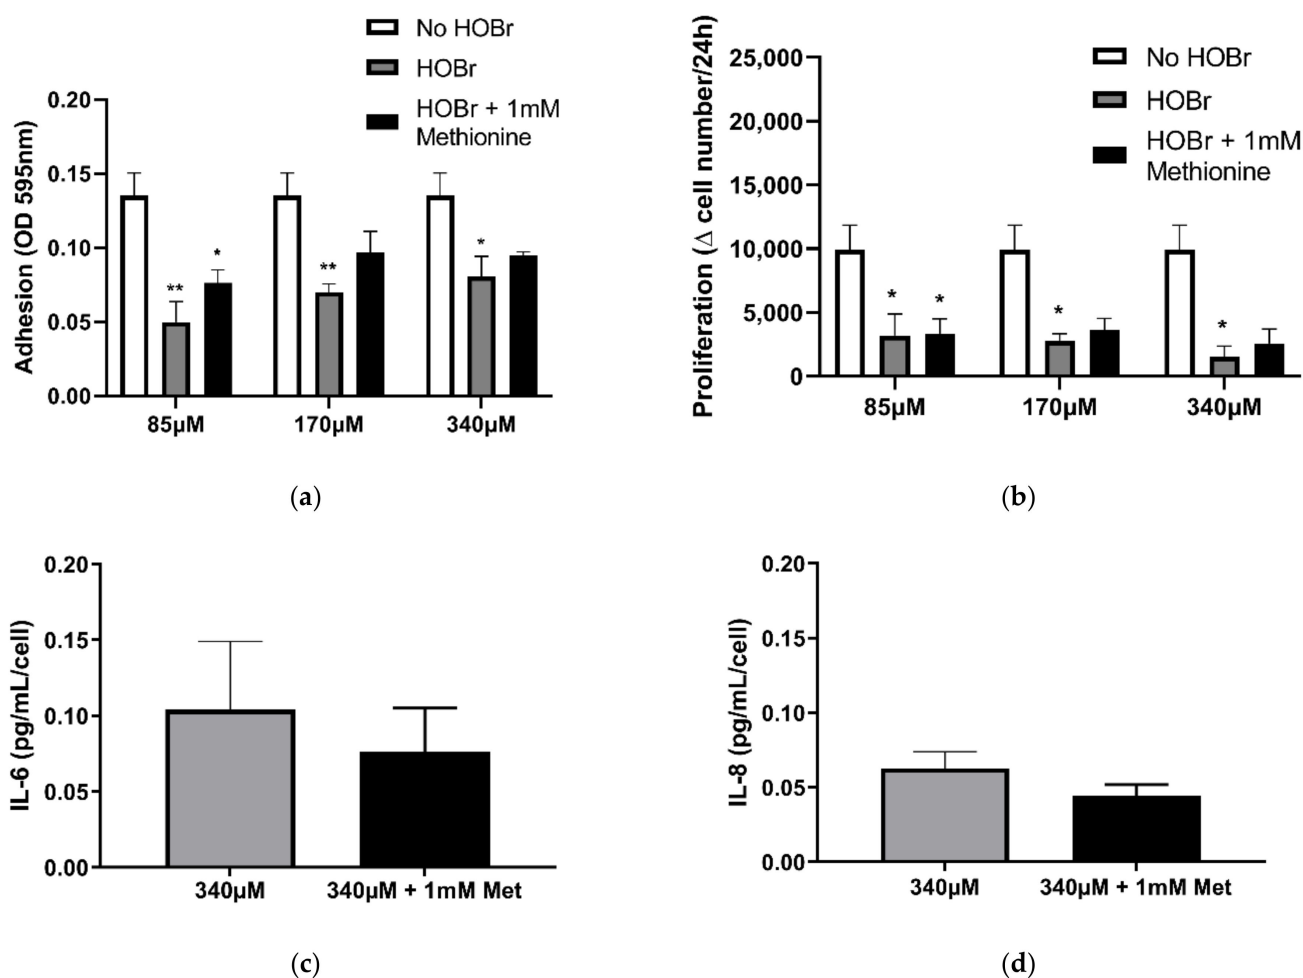 No HOBr
HOBr
HOBr + 1mM
Methionine
Adhesion (OD 595nm)
0.20
0.15
0.10
0.05
0.00
**
*
**
*
85µM
170µM
340µM
(a)
No HOBr
HOBr
HOBr + 1mM
Methionine
Proliferation (Δ cell number/24h)
25,000
20,000
15,000
10,000
5,000
0
*
*
*
*
85µM
170µM
340µM
(b)
IL-6 (pg/mL/cell)
0.20
0.15
0.10
0.05
0.00
340µM
340µM + 1mM Met
(c)
IL-8 (pg/mL/cell)
0.20
0.15
0.10
0.05
0.00
340µM
340µM + 1mM Met
(d)